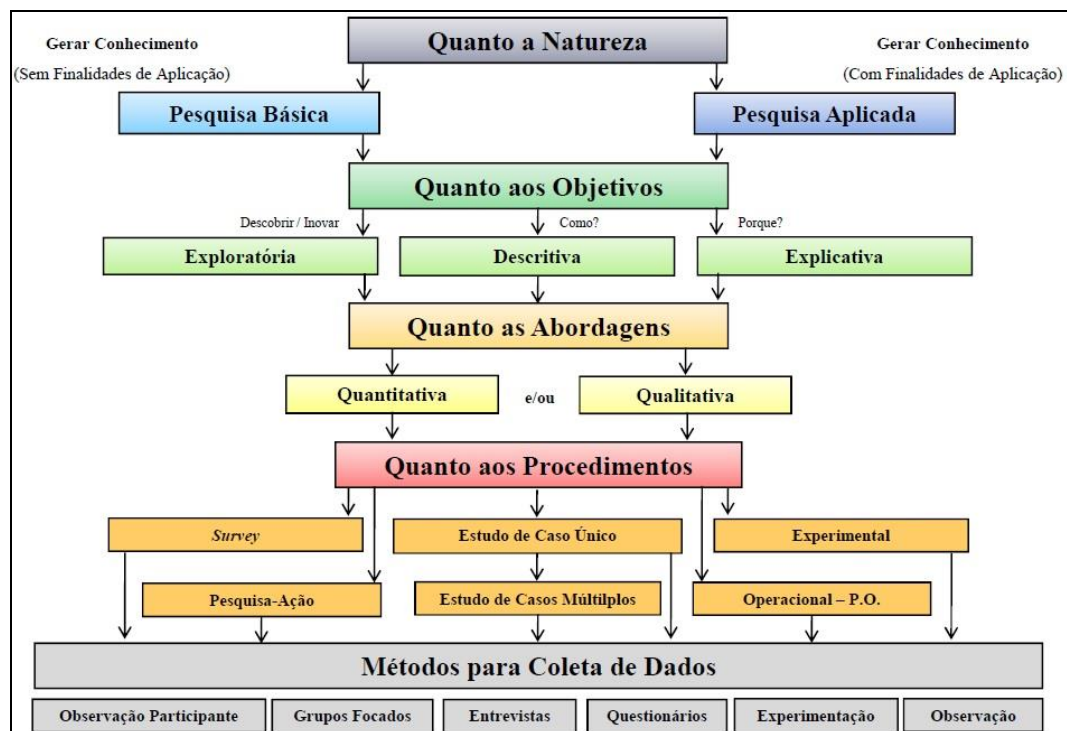 Quanto a Natureza
Gerar Conhecimento
(Sem Finalidades de Aplicação)
Gerar Conhecimento
(Com Finalidades de Aplicação)
Pesquisa Básica
Pesquisa Aplicada
Quanto aos Objetivos
Descobrir / Inovar
Como?
Porque?
Exploratória
Descritiva
Explicativa
Quanto as Abordagens
Quantitativa
e/ou
Qualitativa
Quanto aos Procedimentos
Survey
Estudo de Caso Único
Experimental
Pesquisa-Ação
Estudo de Casos Múltilplos
Operacional – P.O.
Métodos para Coleta de Dados
Observação Participante
Grupos Focados
Entrevistas
Questionários
Experimentação
Observação